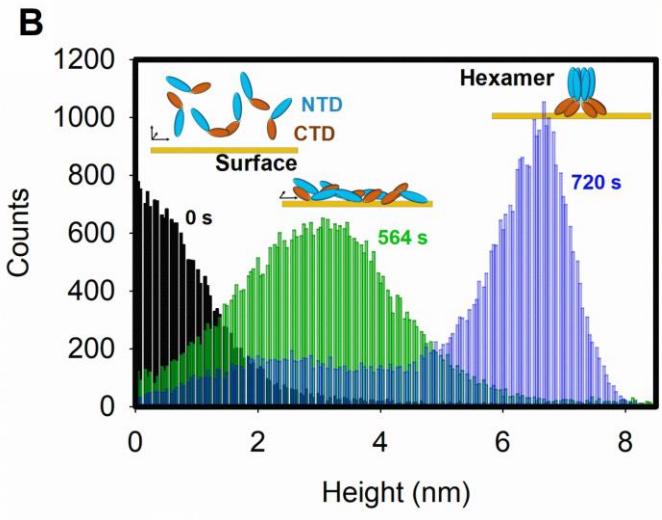 B
1200
1000
800
600
400
200
0
Counts
NTD
CTD
Surface
Hexamer
0 s
564 s
720 s
0 2 4 6 8
Height (nm)